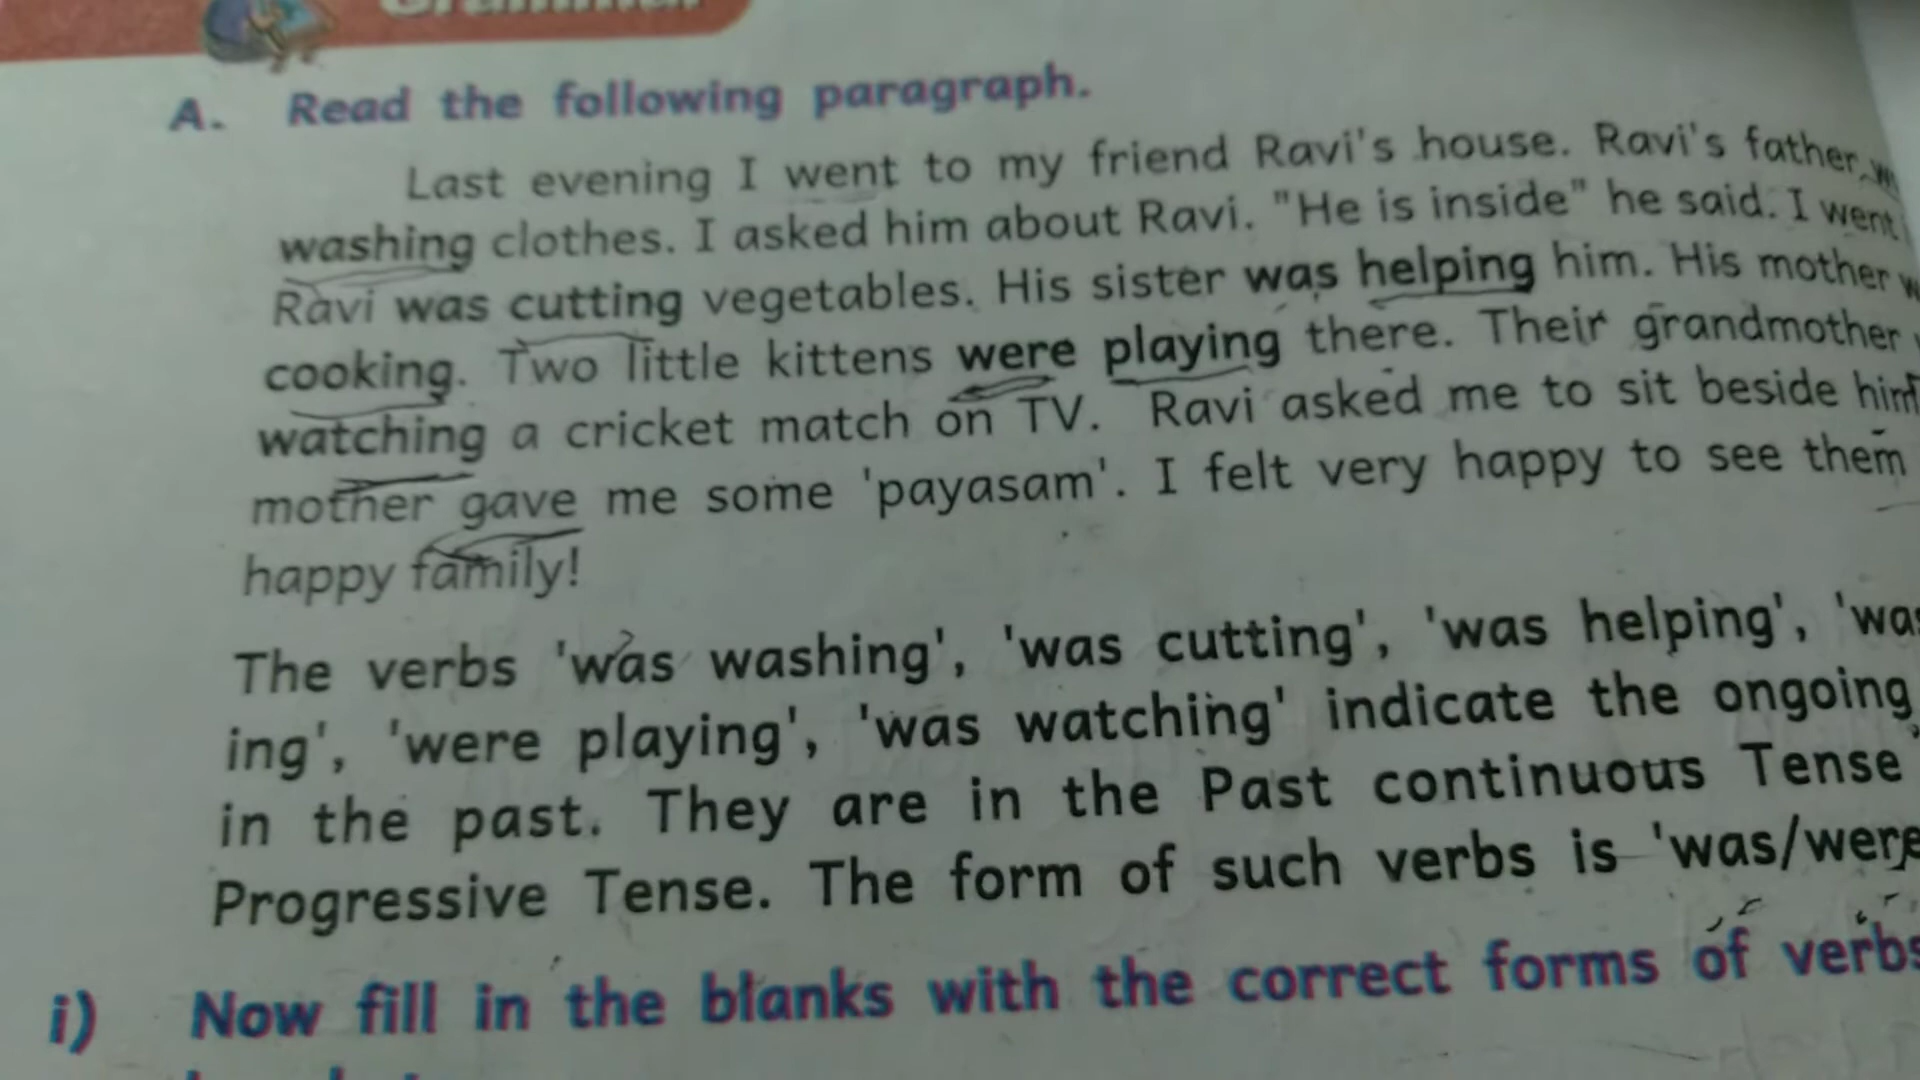 Grammar
A. Read the following paragraph.
Last evening I went to my friend Ravi's house. Ravi's father
washing clothes. I asked him about Ravi. "He is inside" he said. I went
Ravi was cutting vegetables. His sister was helping him. His mother
cooking. Two little kittens were playing there. Their grandmother
watching a cricket match on TV. Ravi asked me to sit beside him
mother gave me some 'payasam'. I felt very happy to see them
happy family!
The verbs 'was washing', 'was cutting', 'was helping', 'was
ing', 'were playing', 'was watching' indicate the ongoing
in the past. They are in the Past continuous Tense
Progressive Tense. The form of such verbs is 'was/were
i) Now fill in the blanks with the correct forms of verbs